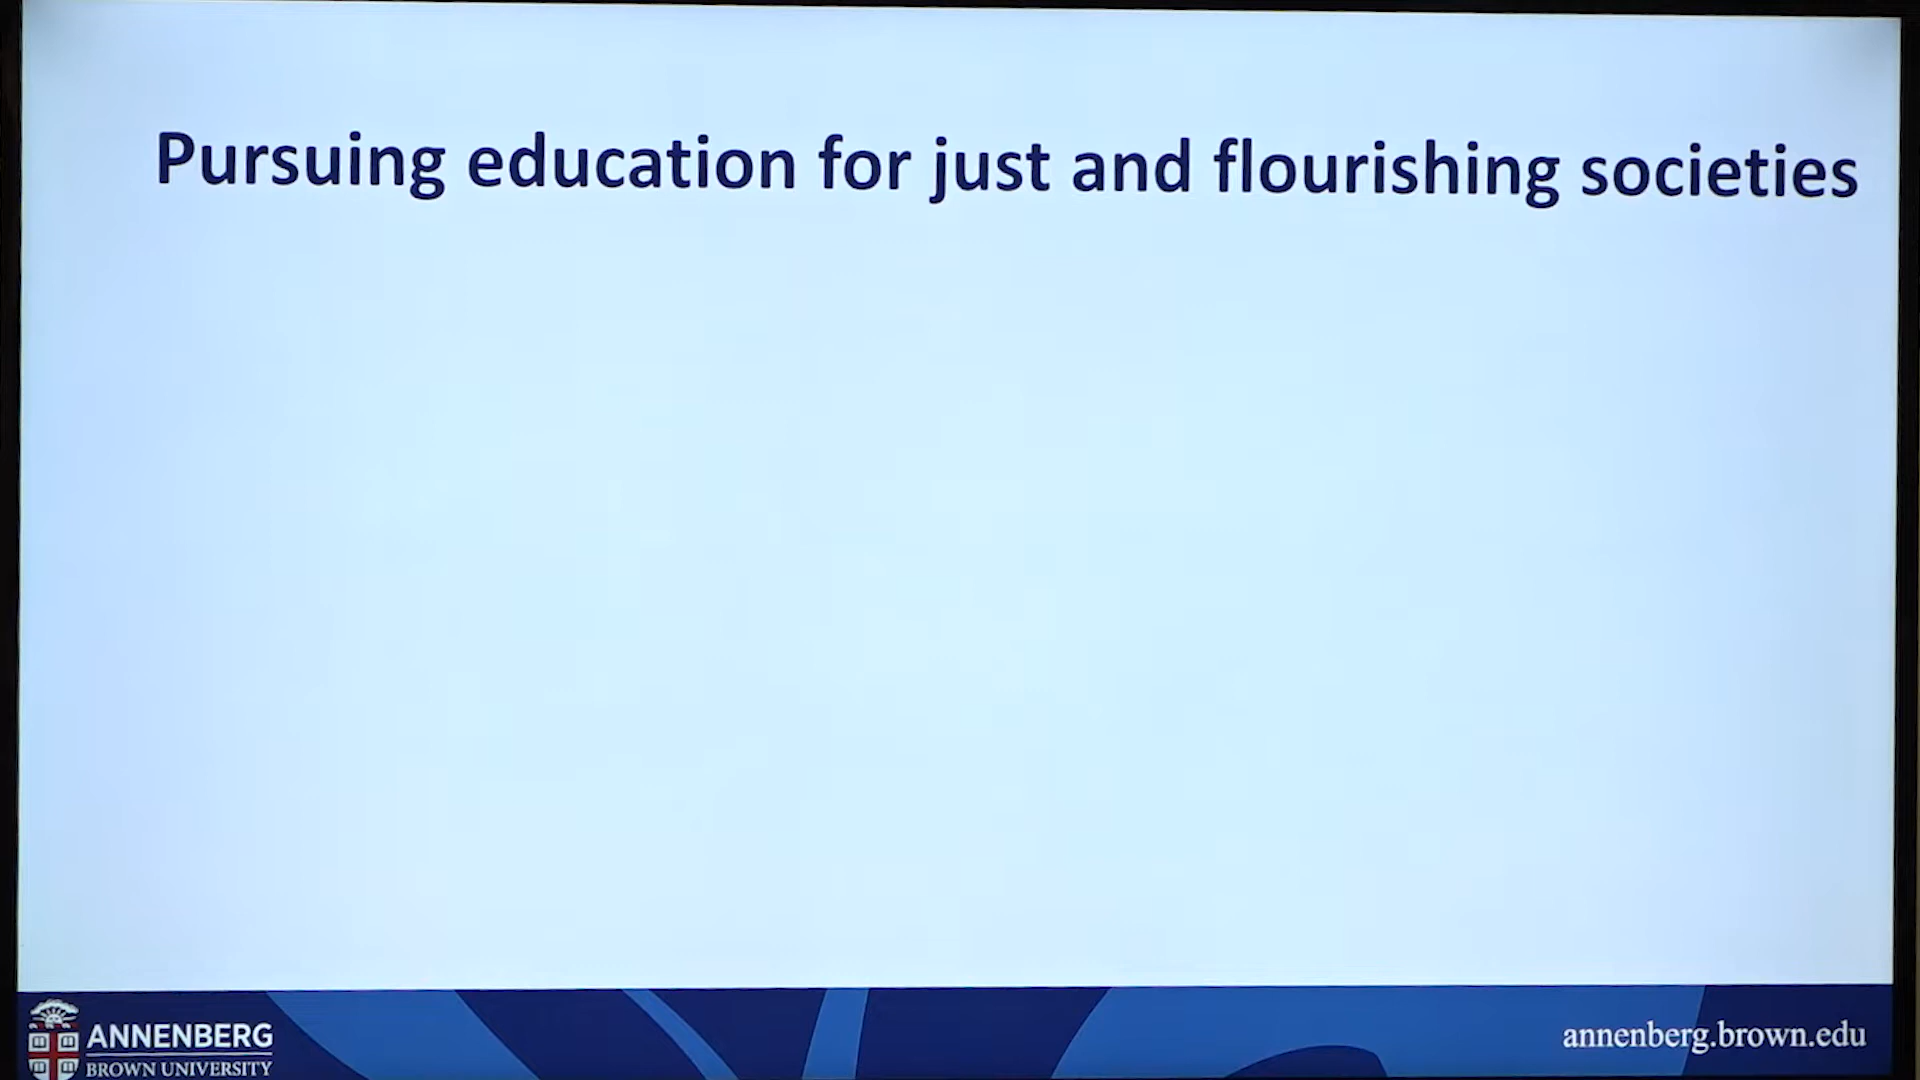 Pursuing education for just and flourishing societies
ANNENBERG
BROWN UNIVERSITY
annenberg.brown.edu